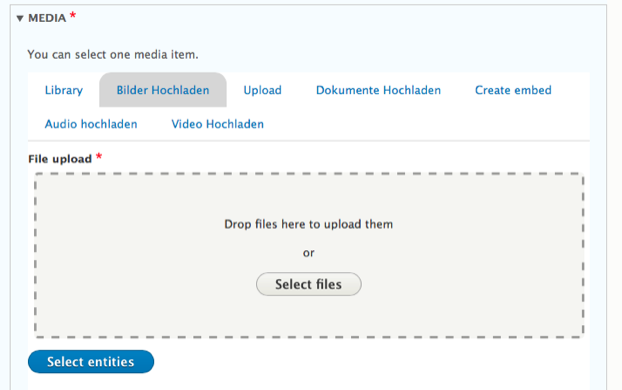 MEDIA *
You can select one media item.
Library Bilder Hochladen Upload Dokumente Hochladen Create embed
Audio hochladen Video Hochladen
File upload *
Drop files here to upload them
or
Select files
Select entities